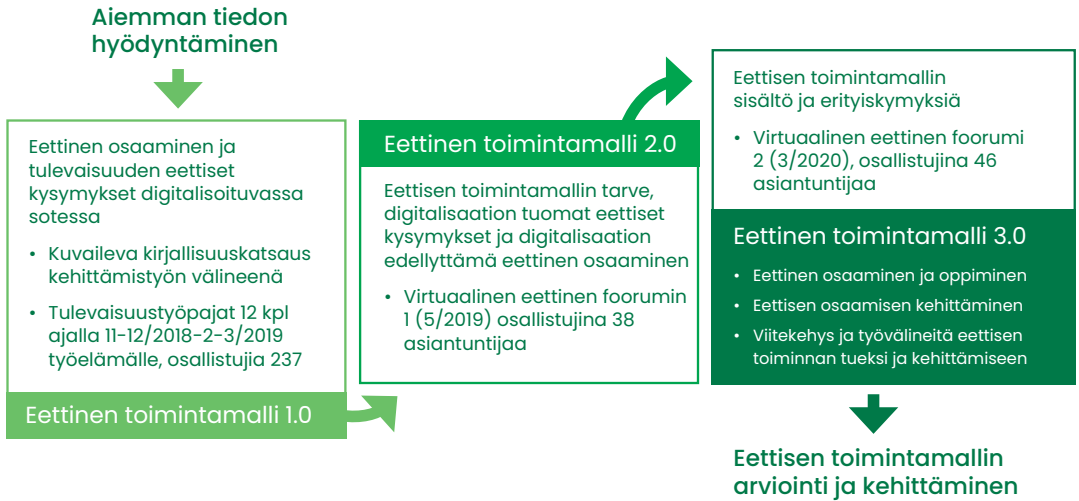 Aiemman tiedon
hyödyntäminen
Eettinen osaaminen ja
tulevaisuuden eettiset
kysymykset digitalisoituvassa
sotessa
• Kuvaileva kirjallisuuskatsaus
kehittämistyön välineenä
• Tulevaisuustyöpajat 12 kpl
ajalla 11-12/2018-2-3/2019
työelämälle, osallistujia 237
Eettinen toimintamalli 1.0
Eettinen toimintamalli 2.0
Eettisen toimintamallin tarve,
digitalisaation tuomat eettiset
kysymykset ja digitalisaation
edellyttämä eettinen osaaminen
• Virtuaalinen eettinen foorumin
1 (5/2019) osallistujina 38
asiantuntijaa
Eettisen toimintamallin
sisältö ja erityiskymyksiä
• Virtuaalinen eettinen foorumi
2 (3/2020), osallistujina 46
asiantuntijaa
Eettinen toimintamalli 3.0
• Eettinen osaaminen ja oppiminen
• Eettisen osaamisen kehittäminen
• Viitekehys ja työvälineitä eettisen
toiminnan tueksi ja kehittämiseen
Eettisen toimintamallin
arviointi ja kehittäminen